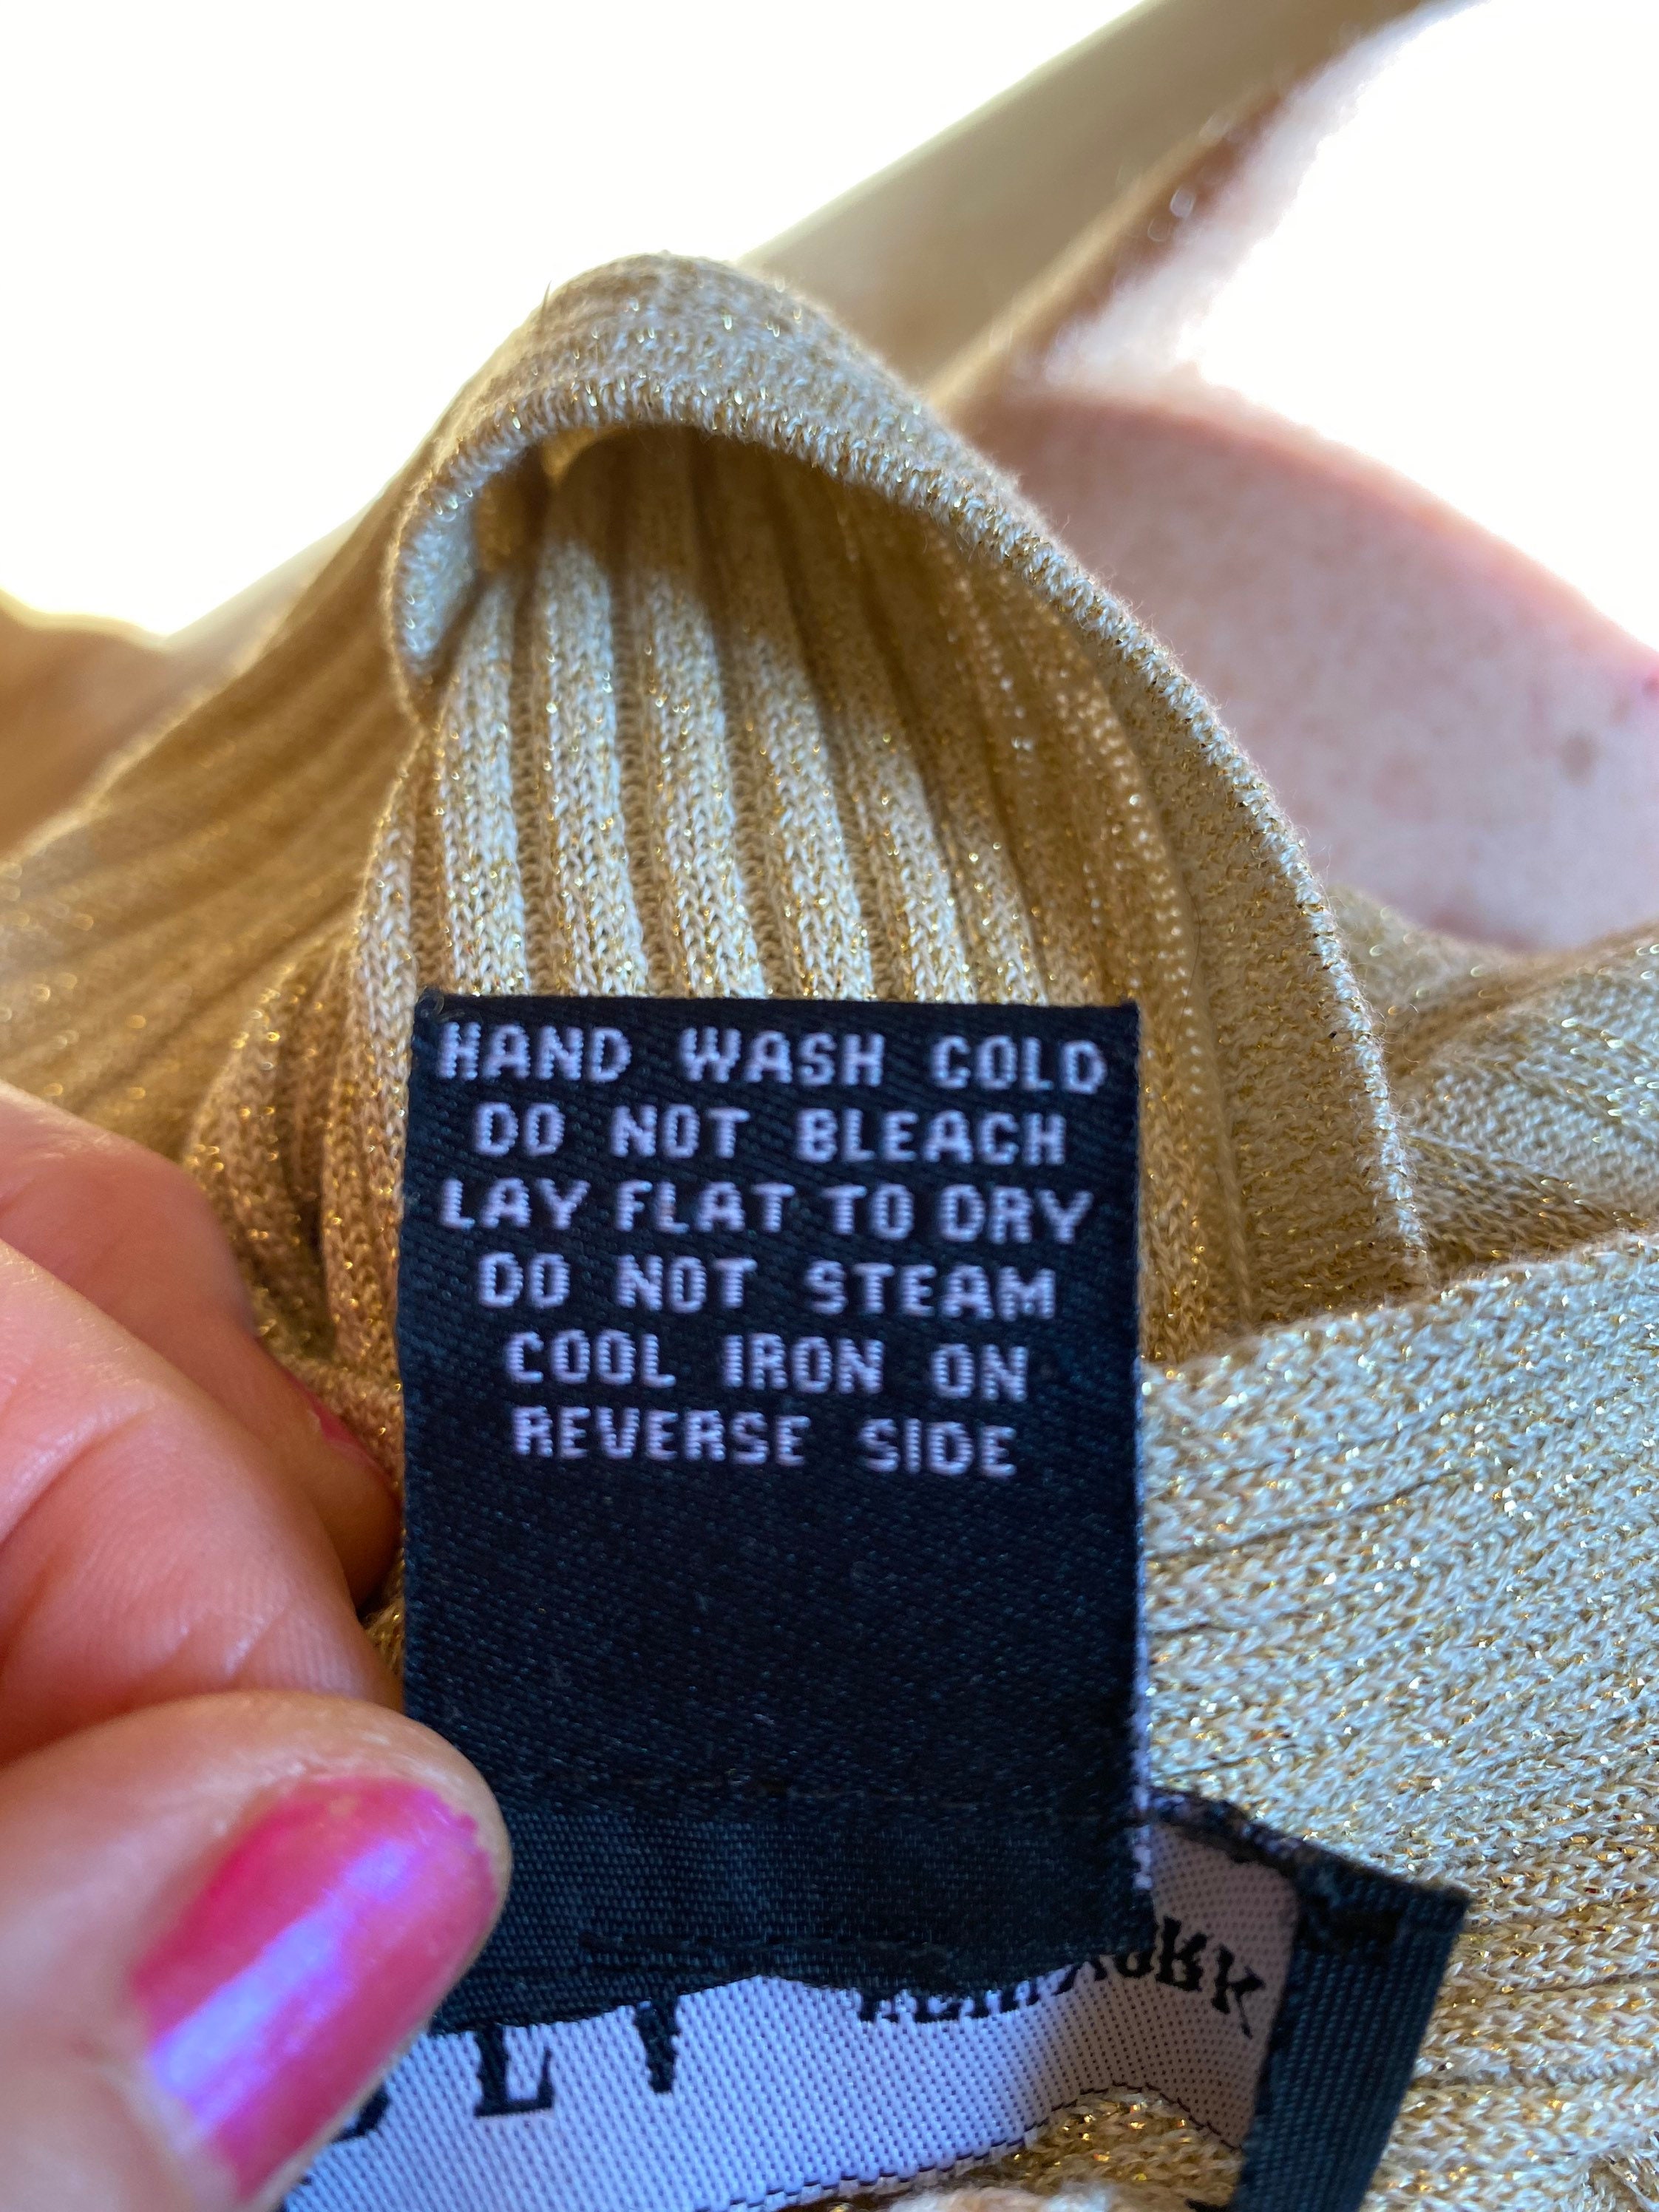 HAND WASH COLD
DO NOT BLEACH
LAY FLAT TO DRY
DO NOT STEAM
COOL IRON ON
REVERSE SIDE